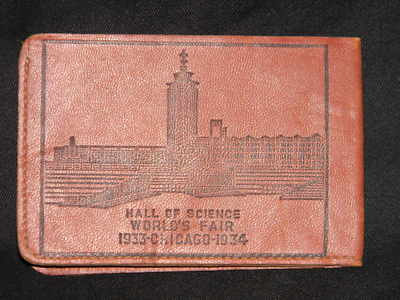 HALL OF SCIENCE
WORLD'S FAIR
1933-CHICAGO-1934